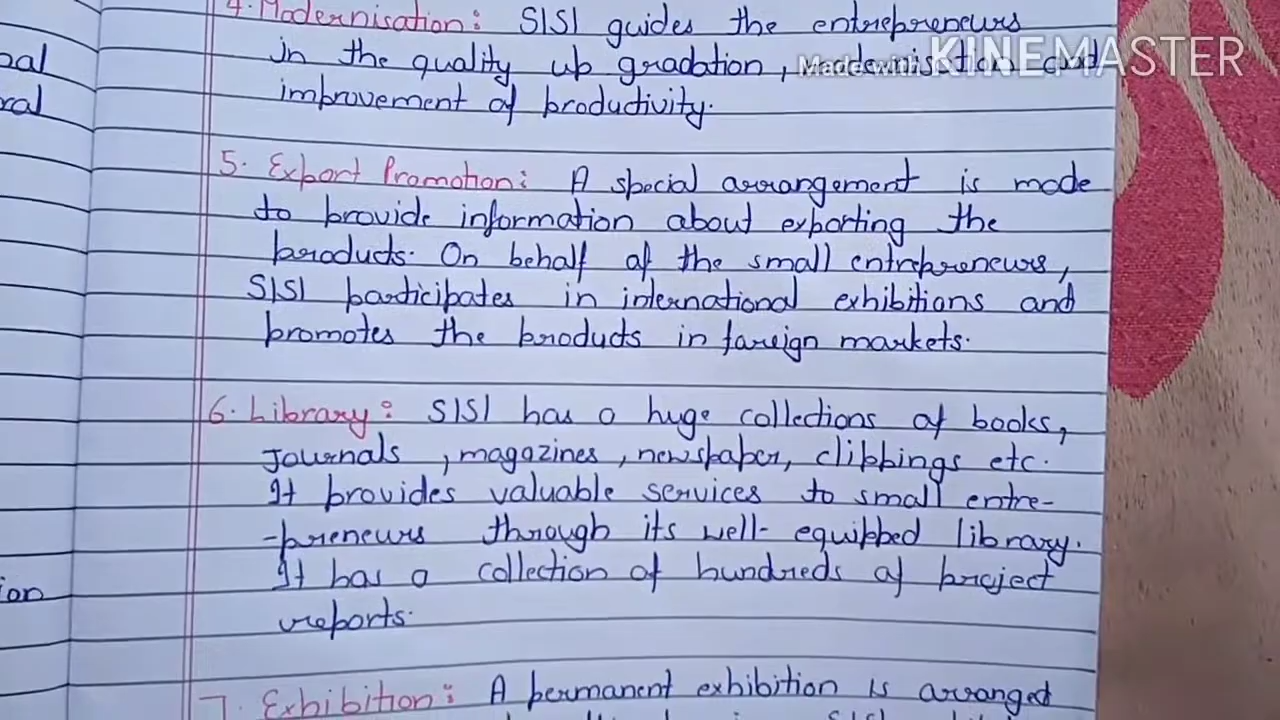 4. Modernisation: SISI guides the entrepreneurs
in the quality up gradation, modernisation and
improvement of productivity.
Made with KINEMASTER
5. Export Promotion: A special arrangement is made
to provide information about exporting the
products. On behalf of the small entrepreneurs,
SISI participates in international exhibitions and
promotes the products in foreign markets.
6. Library: SISI has a huge collections of books,
Journals, magazines, newspaper, clippings etc.
It provides valuable services to small entre-
-preneurs through its well-equipped library.
It has a collection of hundreds of project
reports.
7. Exhibition: A permanent exhibition is arranged